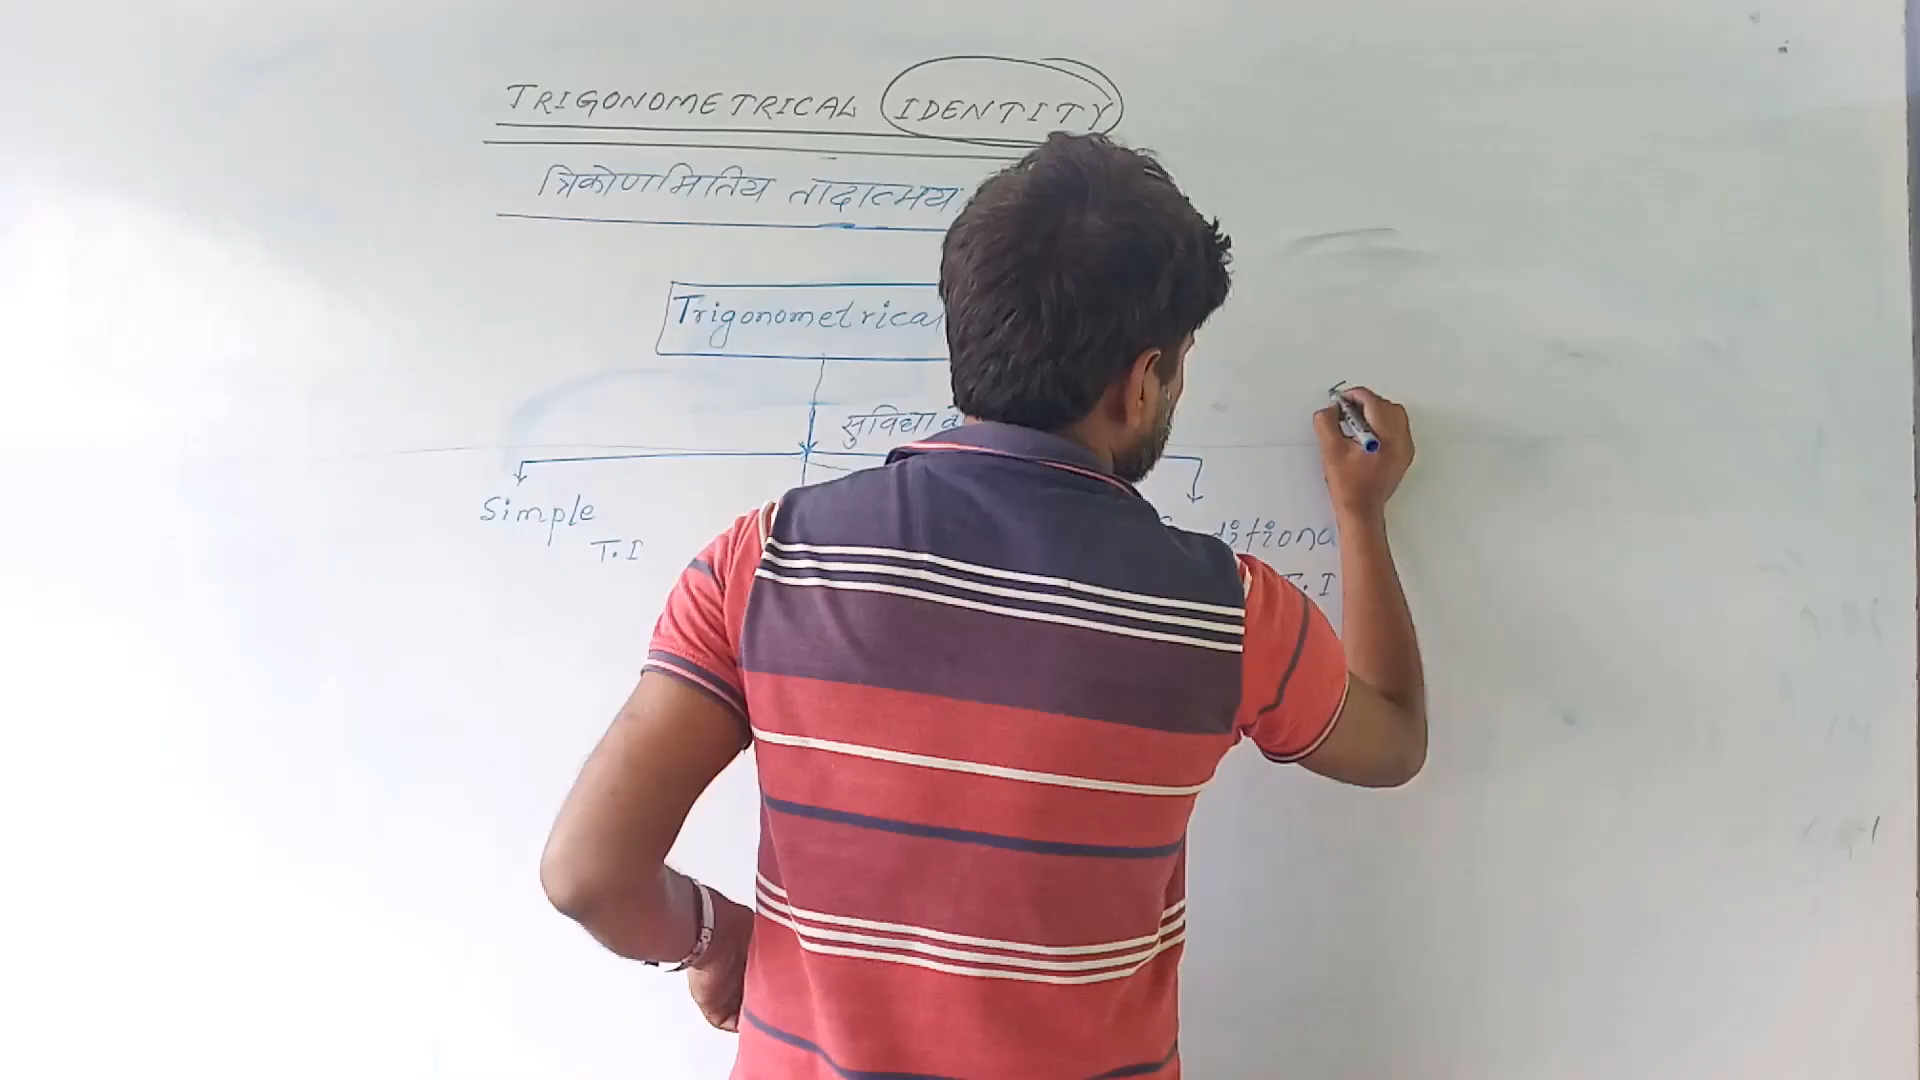 TRIGONOMETRICAL IDENTITY
त्रिकोणमितिय तादात्मय
Trigonometrical
सुविधा
Simple
T.I
T.I